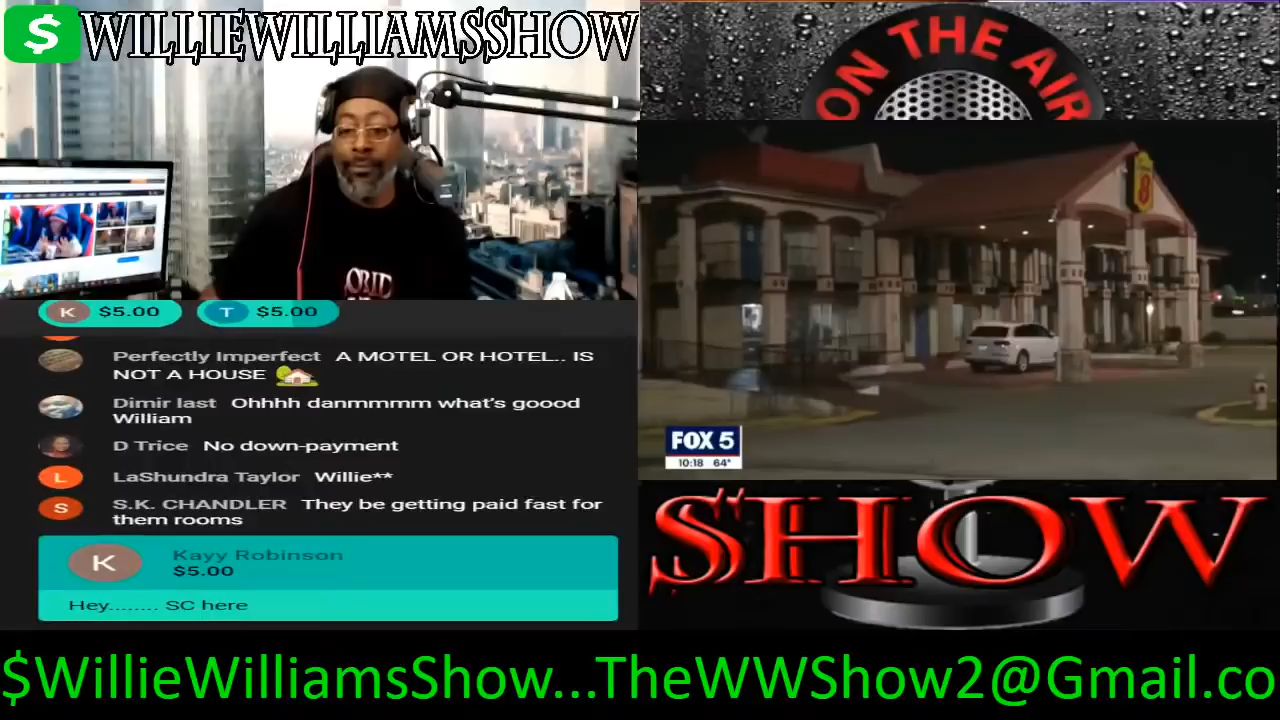 $ WILLIEWILLIAMSSHOW
ON THE AIR
8
FOX 5
10:18 64°
K $5.00 T $5.00
Perfectly Imperfect A MOTEL OR HOTEL.. IS
NOT A HOUSE
Dimir last Ohhhh danmmmm what's goood
William
D Trice No down-payment
L LaShundra Taylor Willie**
S S.K. CHANDLER They be getting paid fast for
them rooms
K Kayy Robinson
$5.00
Hey........ SC here
SHOW
$WillieWilliamsShow...TheWWShow2@Gmail.co